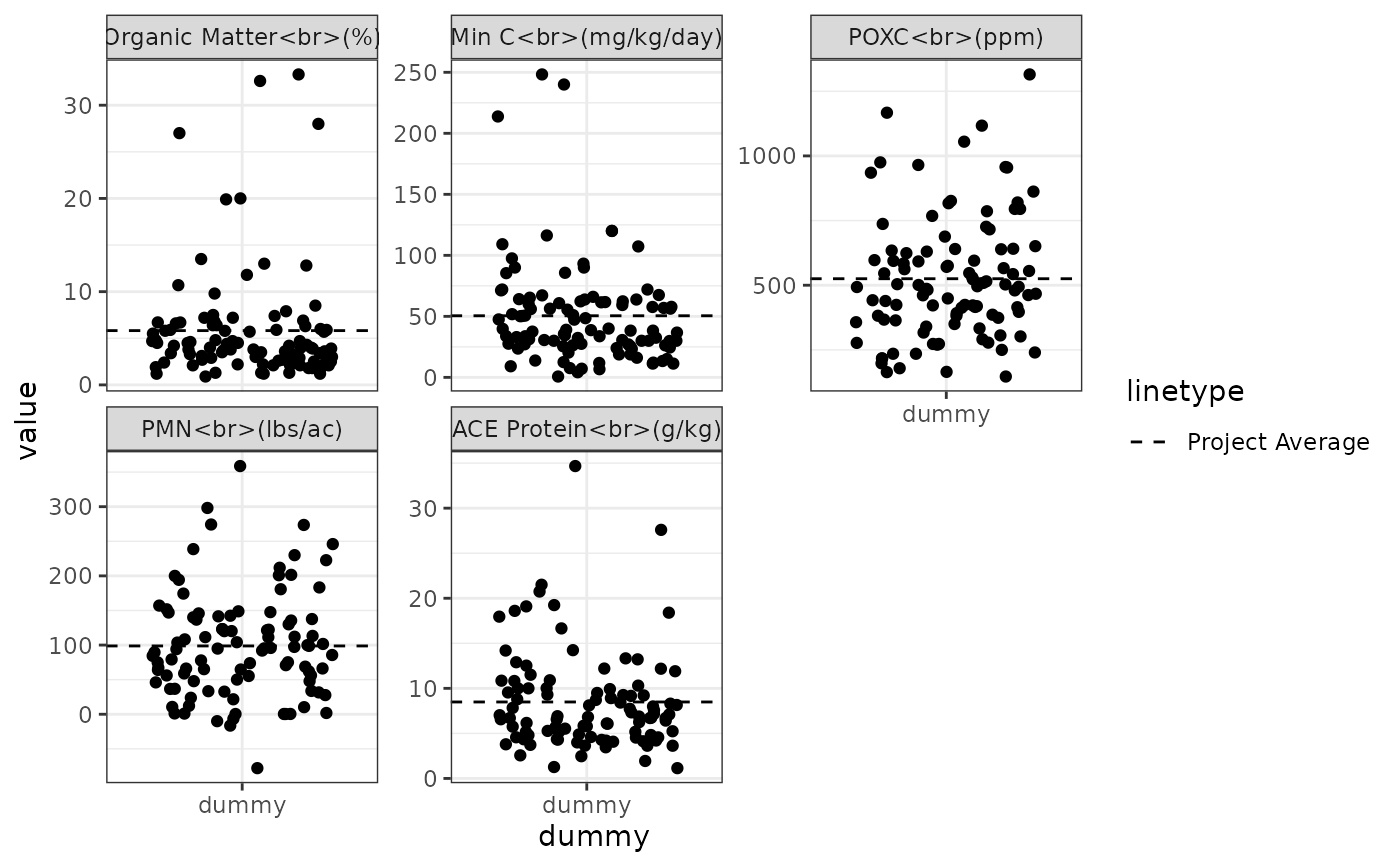 Organic Matter<br>(%)
Min C<br>(mg/kg/day)
POXC<br>(ppm)
30
20
10
0
250
200
150
100
50
0
1000
500
dummy
PMN<br>(lbs/ac)
ACE Protein<br>(g/kg)
300
200
100
0
30
20
10
0
dummy
dummy
dummy
value
linetype
Project Average